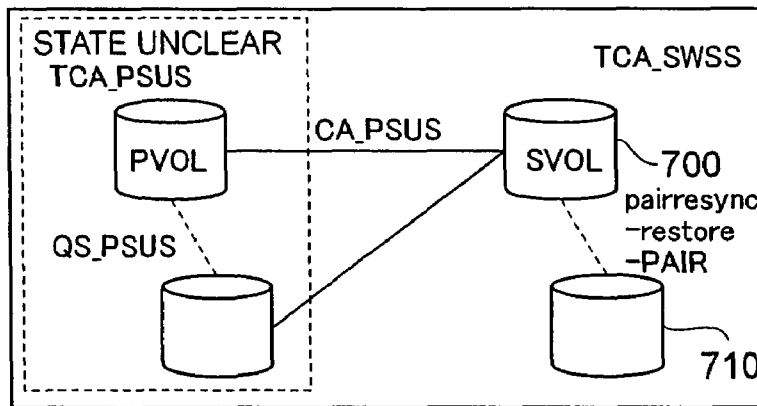 STATE UNCLEAR
TCA_PSUS
TCA_SWSS
CA_PSUS
PVOL
SVOL
700
pairresync
-restore
-PAIR
QS_PSUS
710